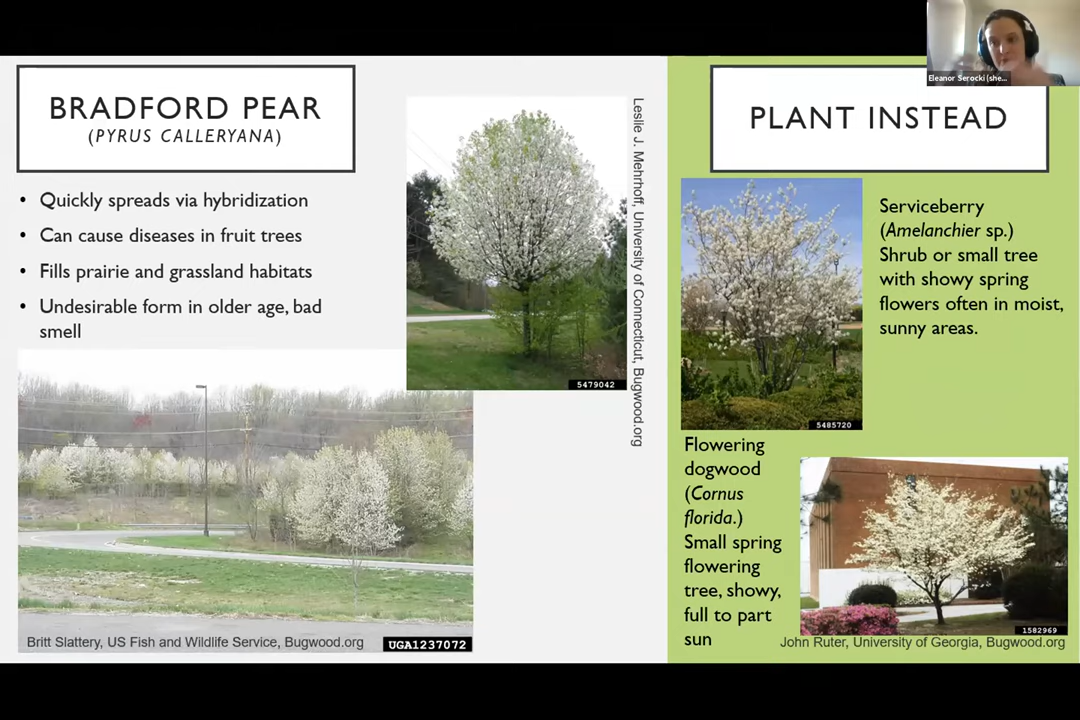 BRADFORD PEAR
(PYRUS CALLERYANA)
• Quickly spreads via hybridization
• Can cause diseases in fruit trees
• Fills prairie and grassland habitats
• Undesirable form in older age, bad
smell
Leslie J. Mehrhoff, University of Connecticut, Bugwood.org
5479042
Britt Slattery, US Fish and Wildlife Service, Bugwood.org
UGA1237072
Eleanor Serocki (she...
PLANT INSTEAD
5485720
Serviceberry
(Amelanchier sp.)
Shrub or small tree
with showy spring
flowers often in moist,
sunny areas.
Flowering
dogwood
(Cornus
florida.)
Small spring
flowering
tree, showy,
full to part
sun
1582969
John Ruter, University of Georgia, Bugwood.org